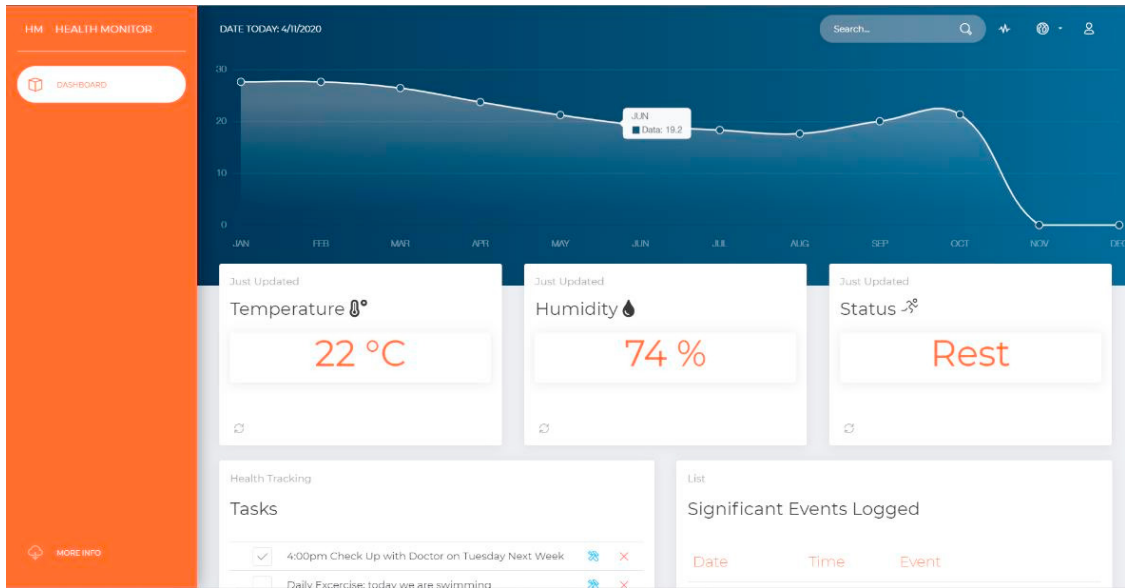 HM HEALTH MONITOR
DASHBOARD
MORE INFO
DATE TODAY: 4/11/2020
Search...
30
20
10
0
JUN
Data: 19.2
JAN FEB MAR APR MAY JUN JUL AUG SEP OCT NOV DEC
Just Updated
Temperature
22 °C
Just Updated
Humidity
74 %
Just Updated
Status
Rest
Health Tracking
Tasks
4:00pm Check Up with Doctor on Tuesday Next Week
Daily Excercise: today we are swimming
List
Significant Events Logged
Date Time Event